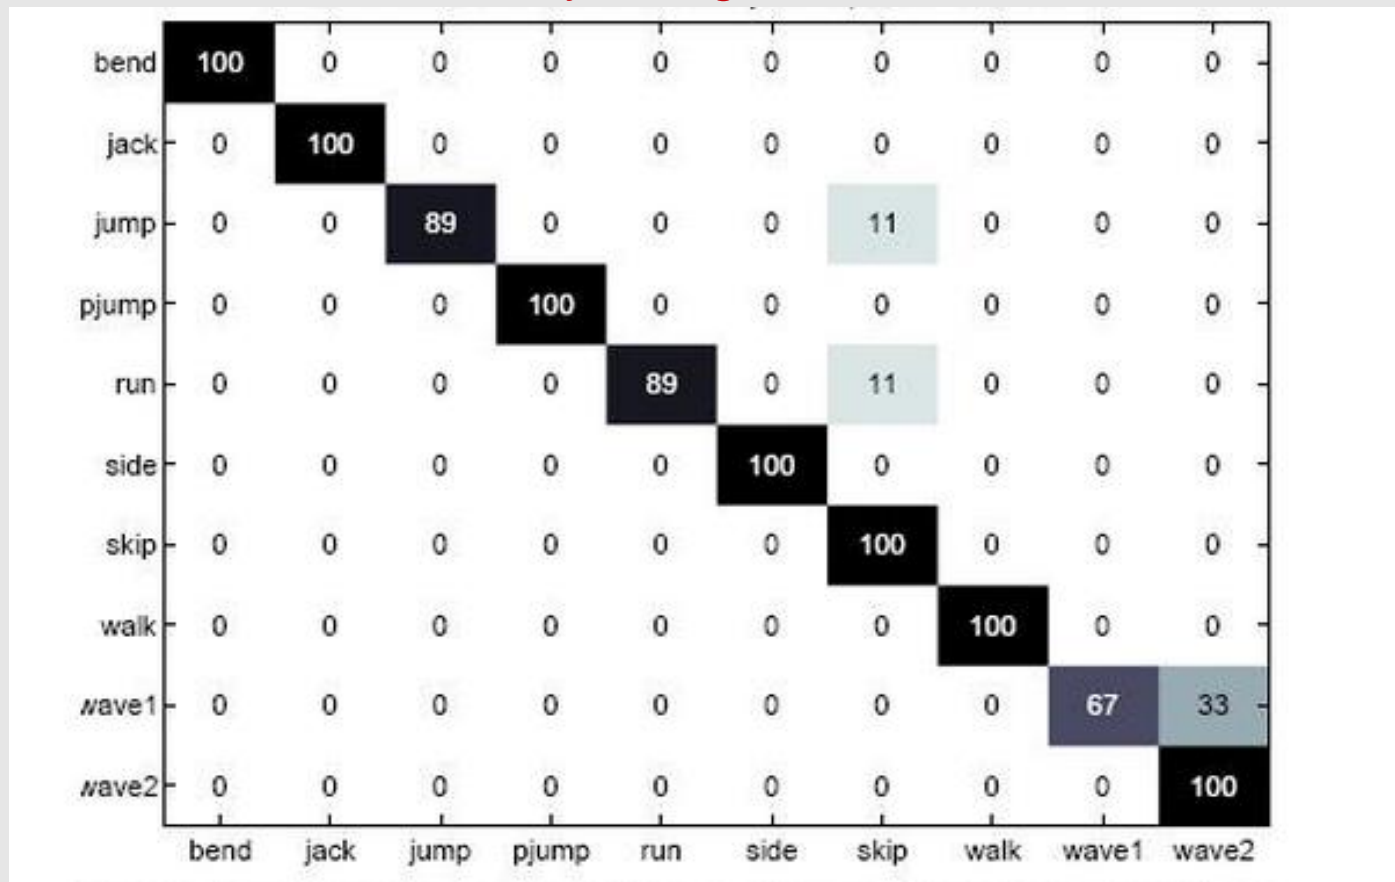 bend 100 0 0 0 0 0 0 0 0 0
jack 0 100 0 0 0 0 0 0 0 0
jump 0 0 89 0 0 0 11 0 0 0
pjump 0 0 0 100 0 0 0 0 0 0
run 0 0 0 0 89 0 11 0 0 0
side 0 0 0 0 0 100 0 0 0 0
skip 0 0 0 0 0 0 100 0 0 0
walk 0 0 0 0 0 0 0 100 0 0
wave1 0 0 0 0 0 0 0 0 67 33
wave2 0 0 0 0 0 0 0 0 0 100
bend jack jump pjump run side skip walk wave1 wave2